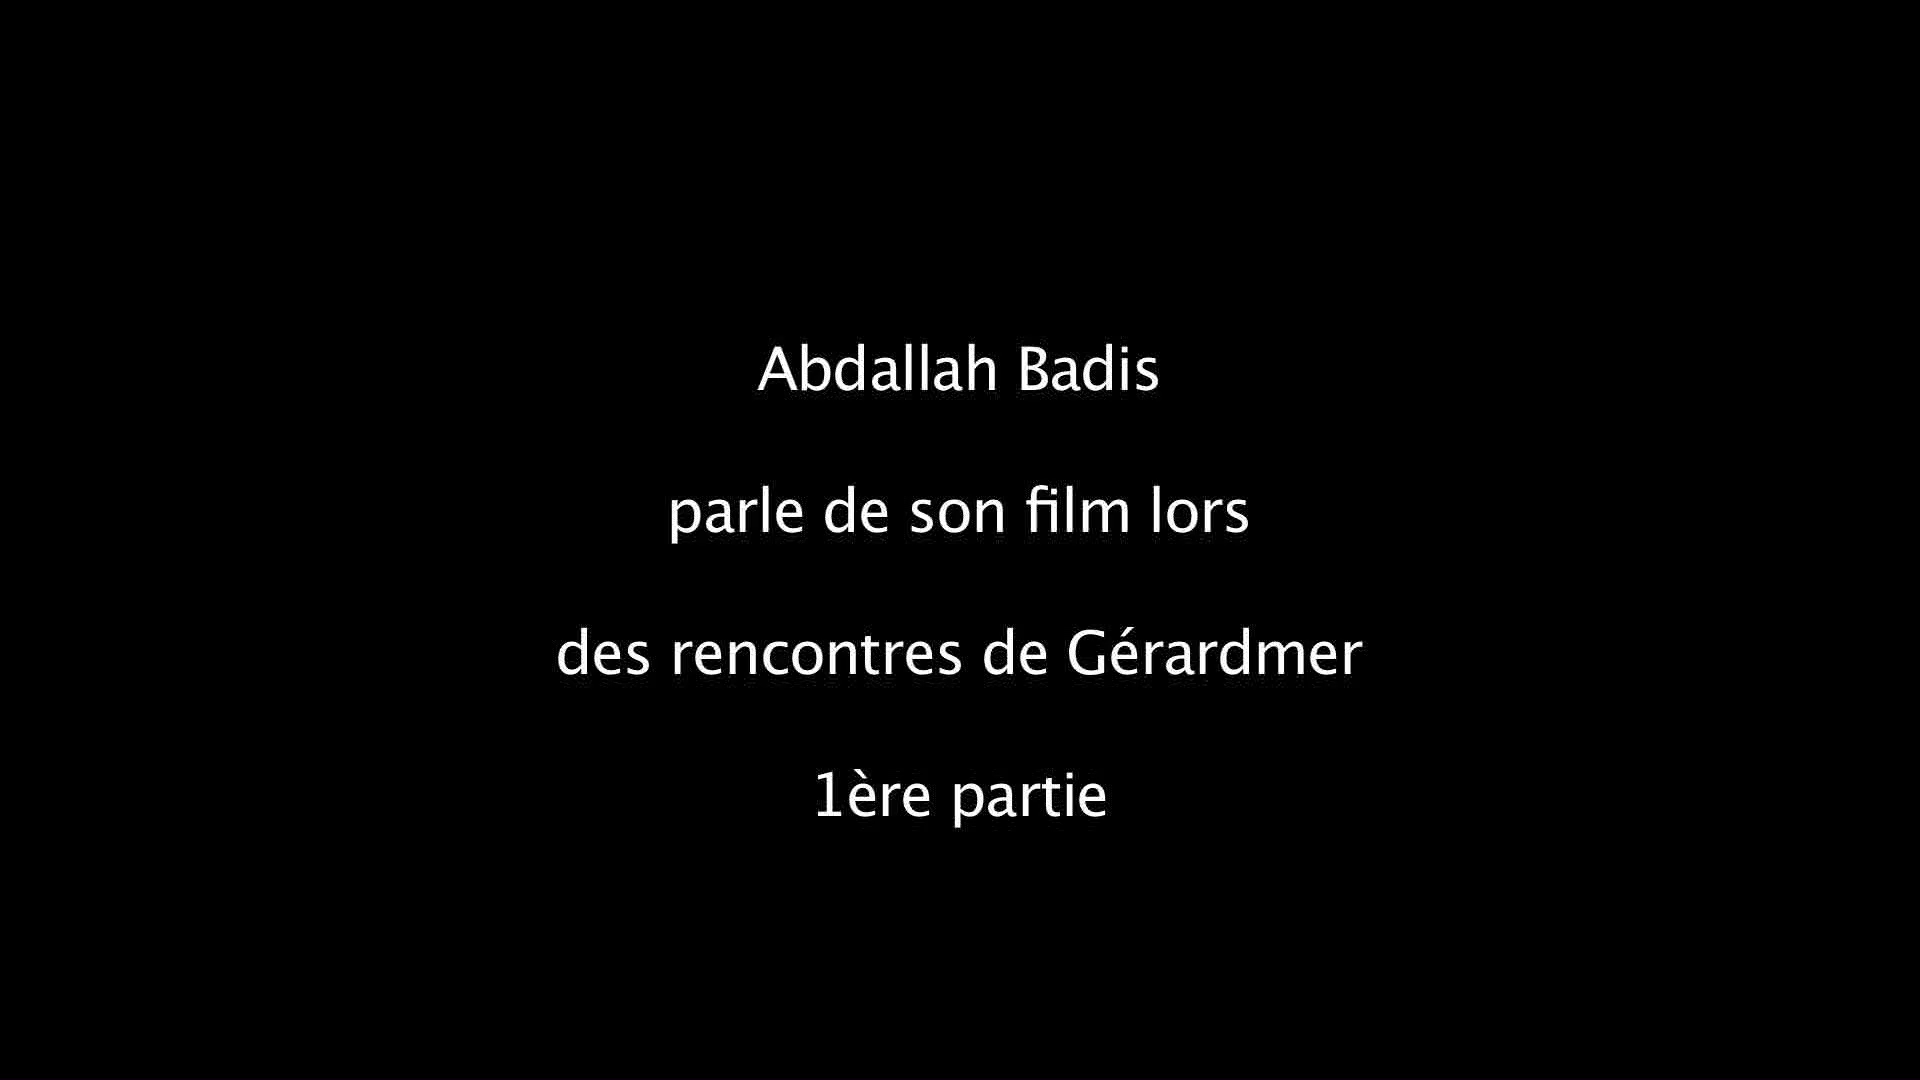 Abdallah Badis
parle de son film lors
des rencontres de Gérardmer
1ère partie